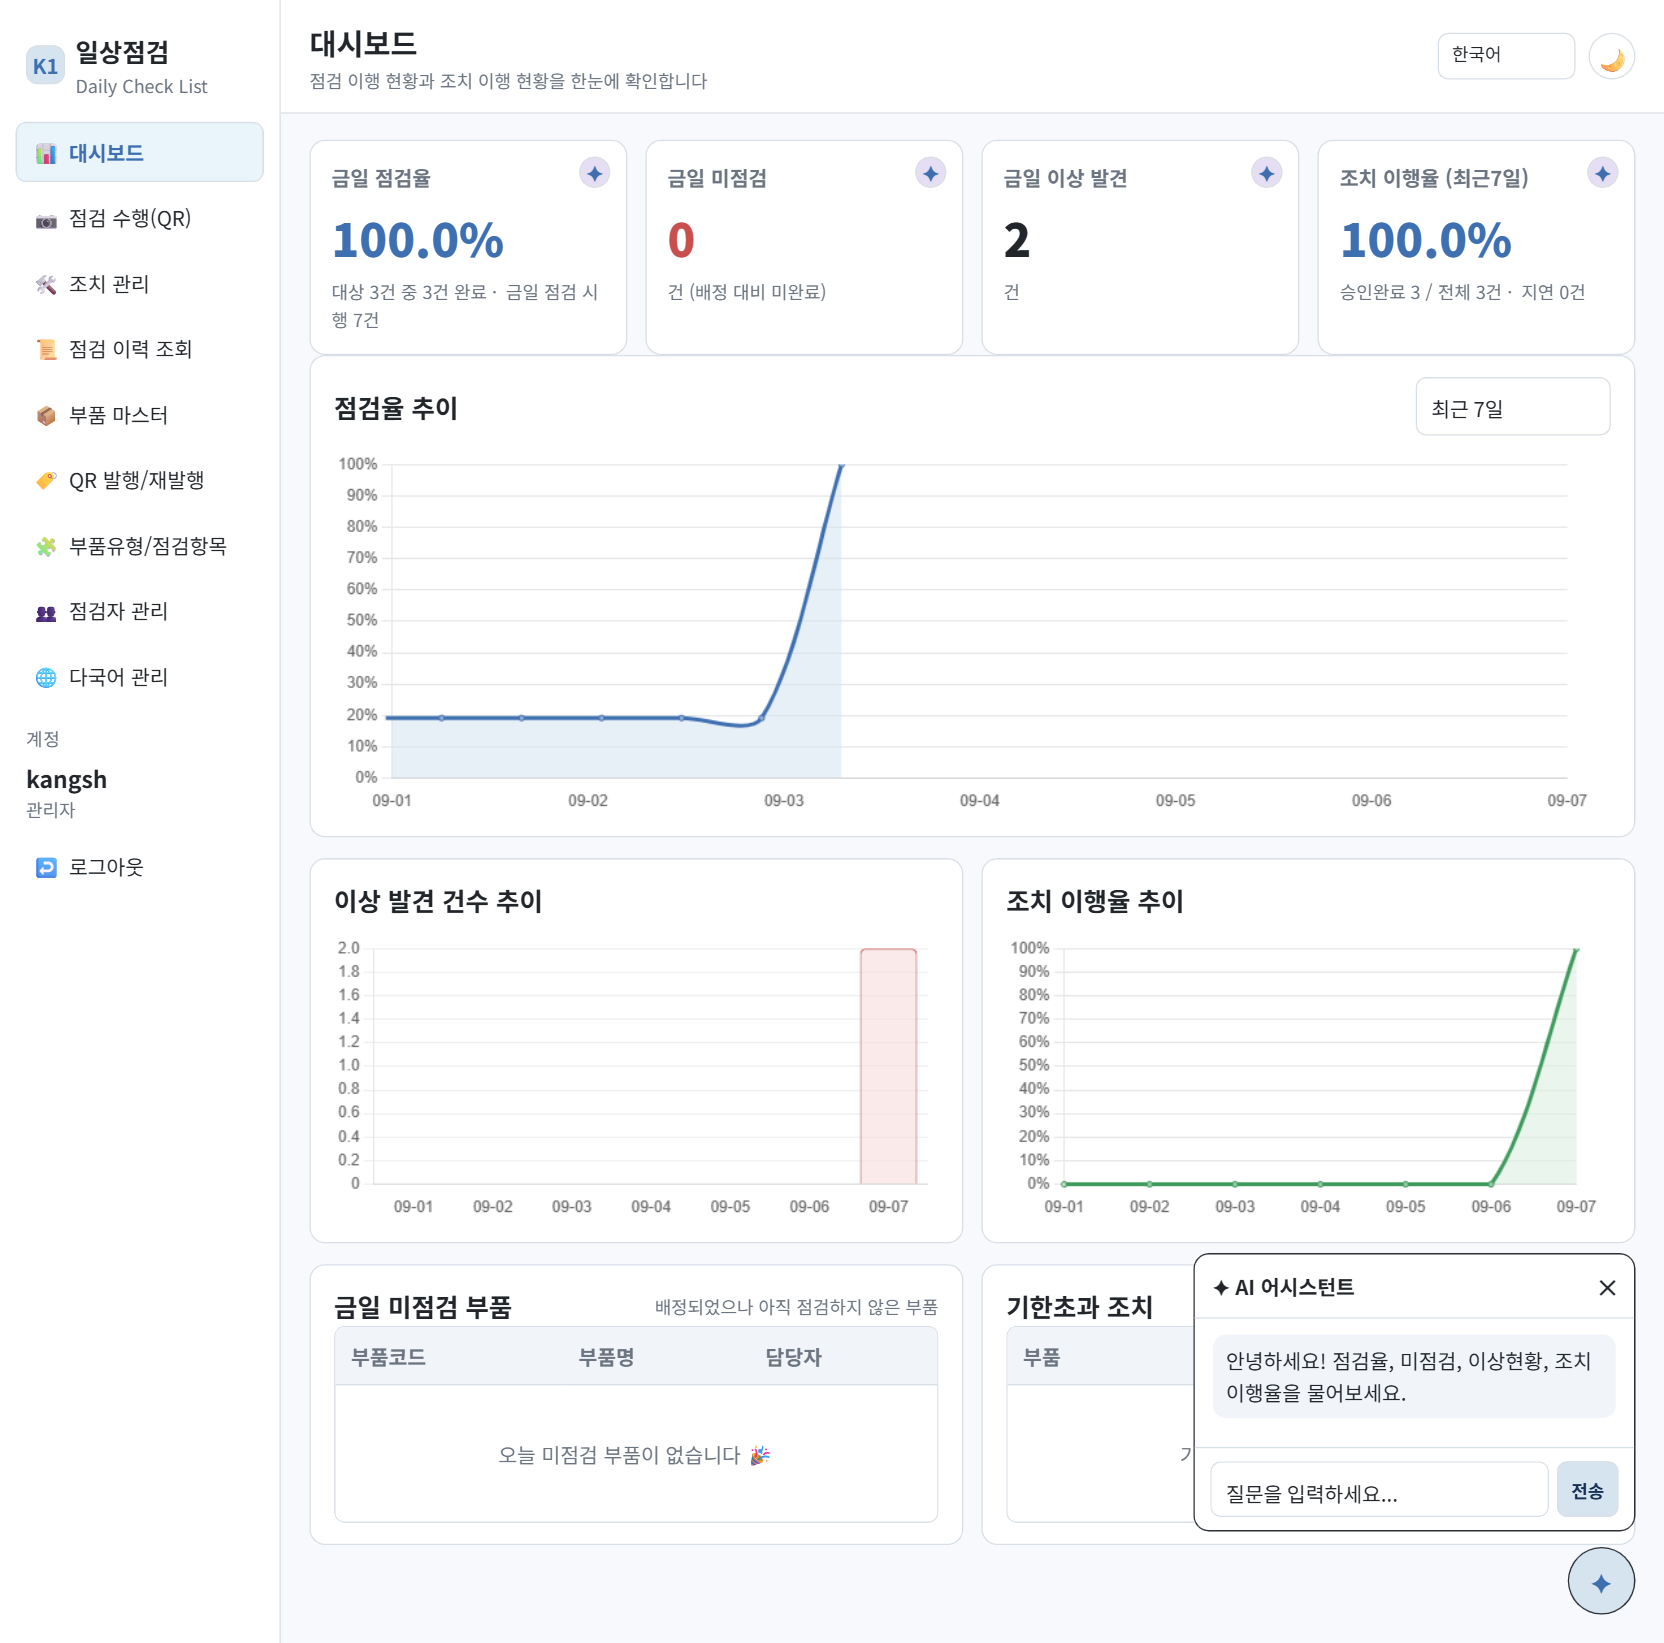 K1
일상점검
Daily Check List
대시보드
점검 수행(QR)
조치 관리
점검 이력 조회
부품 마스터
QR 발행/재발행
부품유형/점검항목
점검자 관리
다국어 관리
계정
kangsh
관리자
로그아웃
대시보드
점검 이행 현황과 조치 이행 현황을 한눈에 확인합니다
한국어
금일 점검율
100.0%
대상 3건 중 3건 완료 · 금일 점검 시
행 7건
금일 미점검
0
건 (배정 대비 미완료)
금일 이상 발견
2
건
조치 이행율 (최근7일)
100.0%
승인완료 3 / 전체 3건 · 지연 0건
점검율 추이
최근 7일
100%
90%
80%
70%
60%
50%
40%
30%
20%
10%
0%
09-01 09-02 09-03 09-04 09-05 09-06 09-07
이상 발견 건수 추이
2.0
1.8
1.6
1.4
1.2
1.0
0.8
0.6
0.4
0.2
0
09-01 09-02 09-03 09-04 09-05 09-06 09-07
조치 이행율 추이
100%
90%
80%
70%
60%
50%
40%
30%
20%
10%
0%
09-01 09-02 09-03 09-04 09-05 09-06 09-07
금일 미점검 부품
배정되었으나 아직 점검하지 않은 부품
부품코드 부품명 담당자
오늘 미점검 부품이 없습니다
기한초과 조치
부품
AI 어시스턴트
안녕하세요! 점검율, 미점검, 이상현황, 조치
이행율을 물어보세요.
질문을 입력하세요...
전송